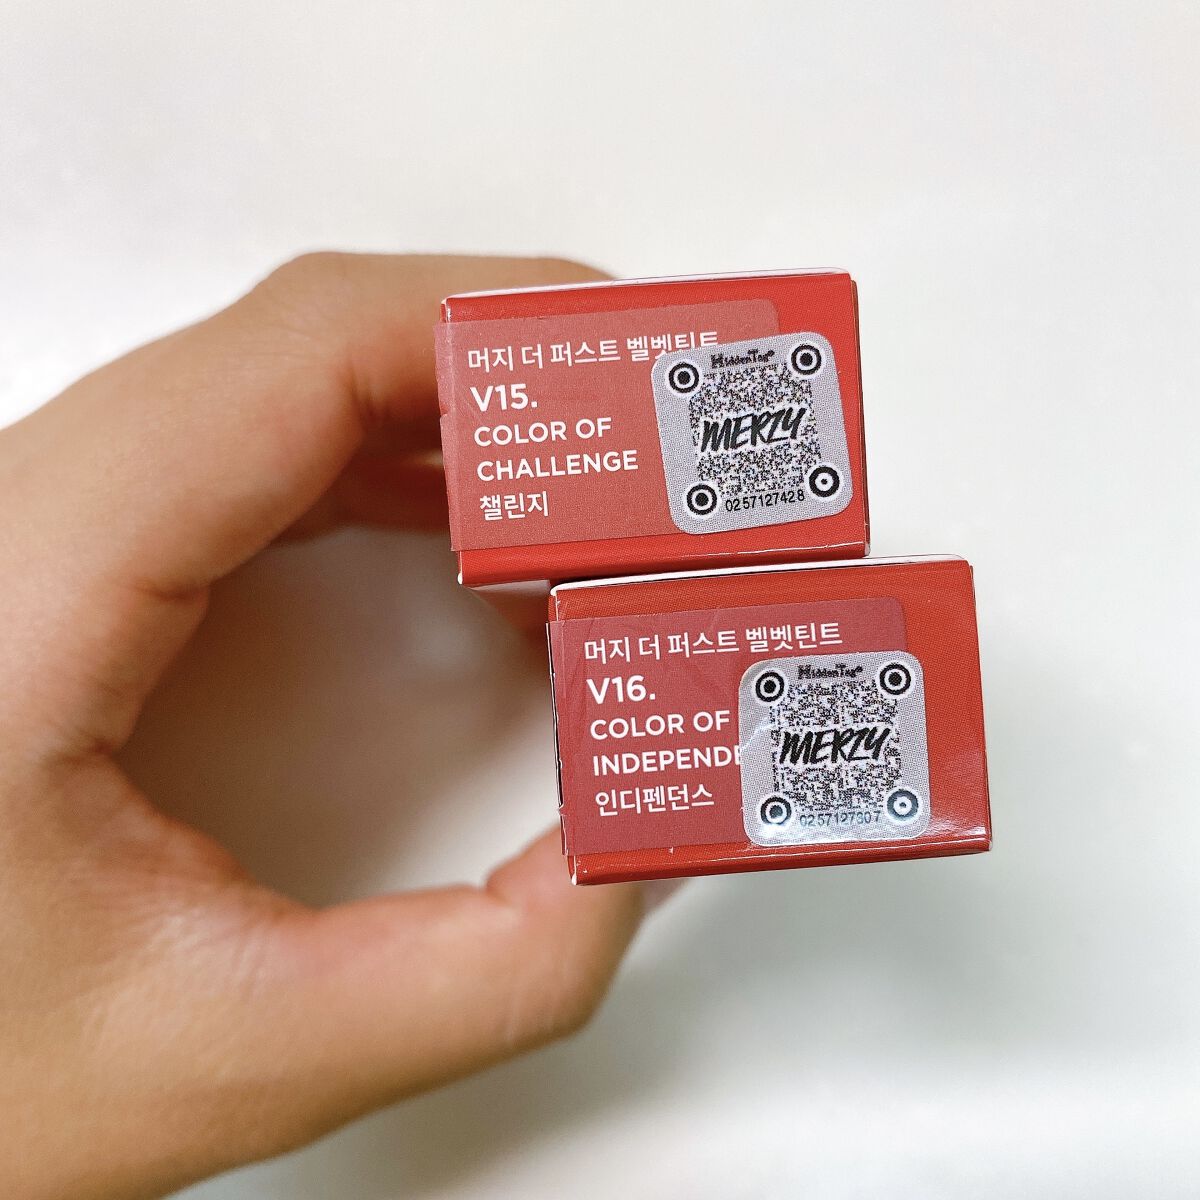 머지 더 퍼스트 벨벳틴트
V15.
COLOR OF
CHALLENGE
챌린지
HiddenTag®
MERZY
0257127428
머지 더 퍼스트 벨벳틴트
V16.
COLOR OF
INDEPENDE
인디펜던스
HiddenTag®
MERZY